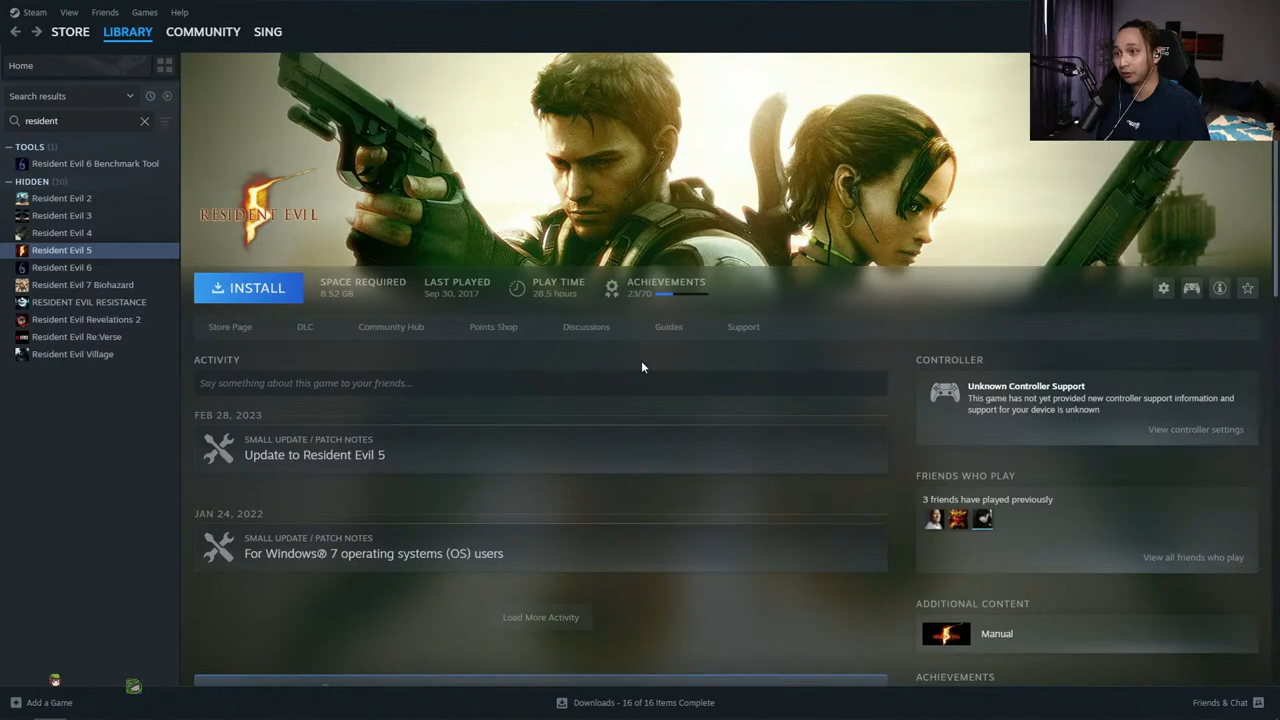 Steam View Friends Games Help
STORE LIBRARY COMMUNITY SING
Home
Search results
resident
TOOLS (1)
Resident Evil 6 Benchmark Tool
HIDDEN (10)
Resident Evil 2
Resident Evil 3
Resident Evil 4
Resident Evil 5
Resident Evil 6
Resident Evil 7 Biohazard
RESIDENT EVIL RESISTANCE
Resident Evil Revelations 2
Resident Evil Re:Verse
Resident Evil Village
Add a Game
RESIDENT EVIL
5
INSTALL
SPACE REQUIRED
8.52 GB
LAST PLAYED
Sep 30, 2017
PLAY TIME
28.5 hours
ACHIEVEMENTS
23/70
Store Page DLC Community Hub Points Shop Discussions Guides Support
ACTIVITY
Say something about this game to your friends...
FEB 28, 2023
SMALL UPDATE / PATCH NOTES
Update to Resident Evil 5
JAN 24, 2022
SMALL UPDATE / PATCH NOTES
For Windows® 7 operating systems (OS) users
Load More Activity
CONTROLLER
Unknown Controller Support
This game has not yet provided new controller support information and
support for your device is unknown
View controller settings
FRIENDS WHO PLAY
3 friends have played previously
View all friends who play
ADDITIONAL CONTENT
Manual
ACHIEVEMENTS
Downloads - 16 of 16 Items Complete
Friends & Chat